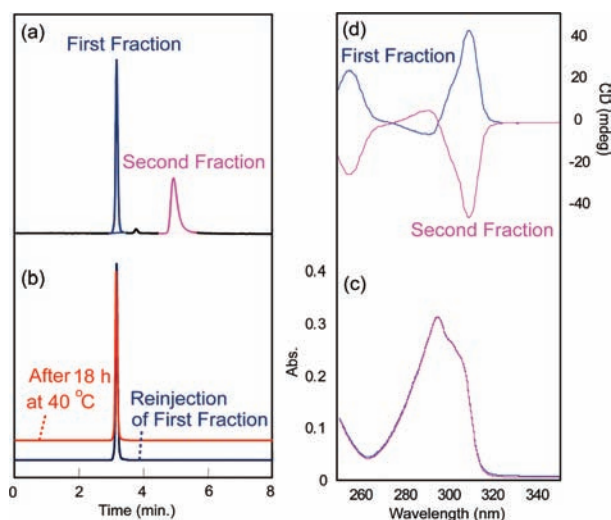 (a)
First Fraction
Second Fraction
(b)
After 18 h
at 40 °C
Reinjection
of First Fraction
0 2 4 6 8
Time (min.)
(d)
First Fraction
Second Fraction
40
20
0
-20
-40
CD (mdeg)
(c)
0.4
0.3
0.2
0.1
0
Abs.
260 280 300 320 340
Wavelength (nm)